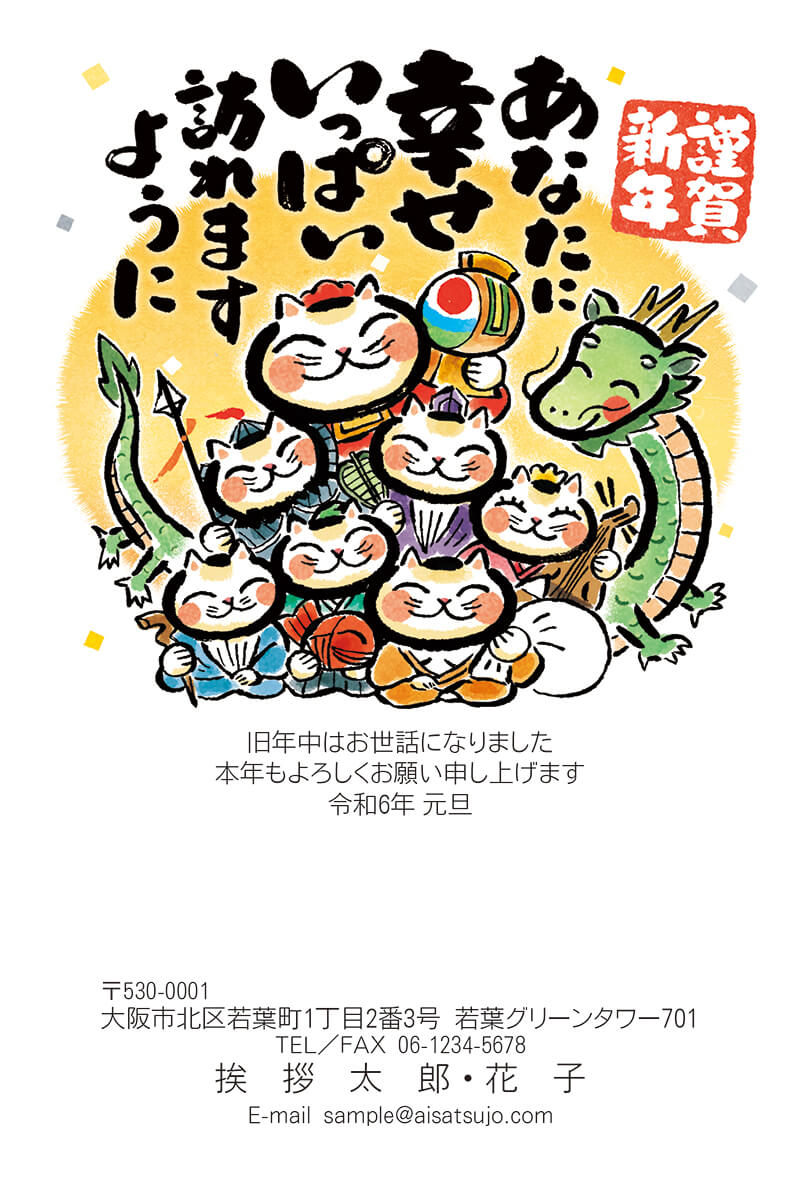 謹賀
新年
あなたに
幸せ
いっぱい
訪れます
ように
旧年中はお世話になりました
本年もよろしくお願い申し上げます
令和6年 元旦
〒530-0001
大阪市北区若葉町1丁目2番3号 若葉グリーンタワー701
TEL／FAX 06-1234-5678
挨 拶 太 郎・花 子
E-mail sample@aisatsujo.com